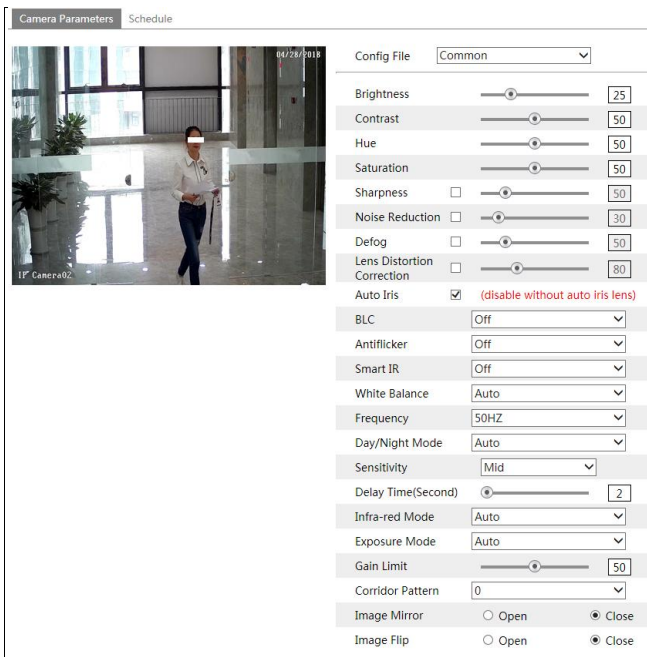 Camera Parameters Schedule
04/28/2018
IP Camera02
Config File Common
Brightness 25
Contrast 50
Hue 50
Saturation 50
Sharpness 50
Noise Reduction 30
Defog 50
Lens Distortion
Correction 80
Auto Iris (disable without auto iris lens)
BLC Off
Antiflicker Off
Smart IR Off
White Balance Auto
Frequency 50HZ
Day/Night Mode Auto
Sensitivity Mid
Delay Time(Second) 2
Infra-red Mode Auto
Exposure Mode Auto
Gain Limit 50
Corridor Pattern 0
Image Mirror Open Close
Image Flip Open Close